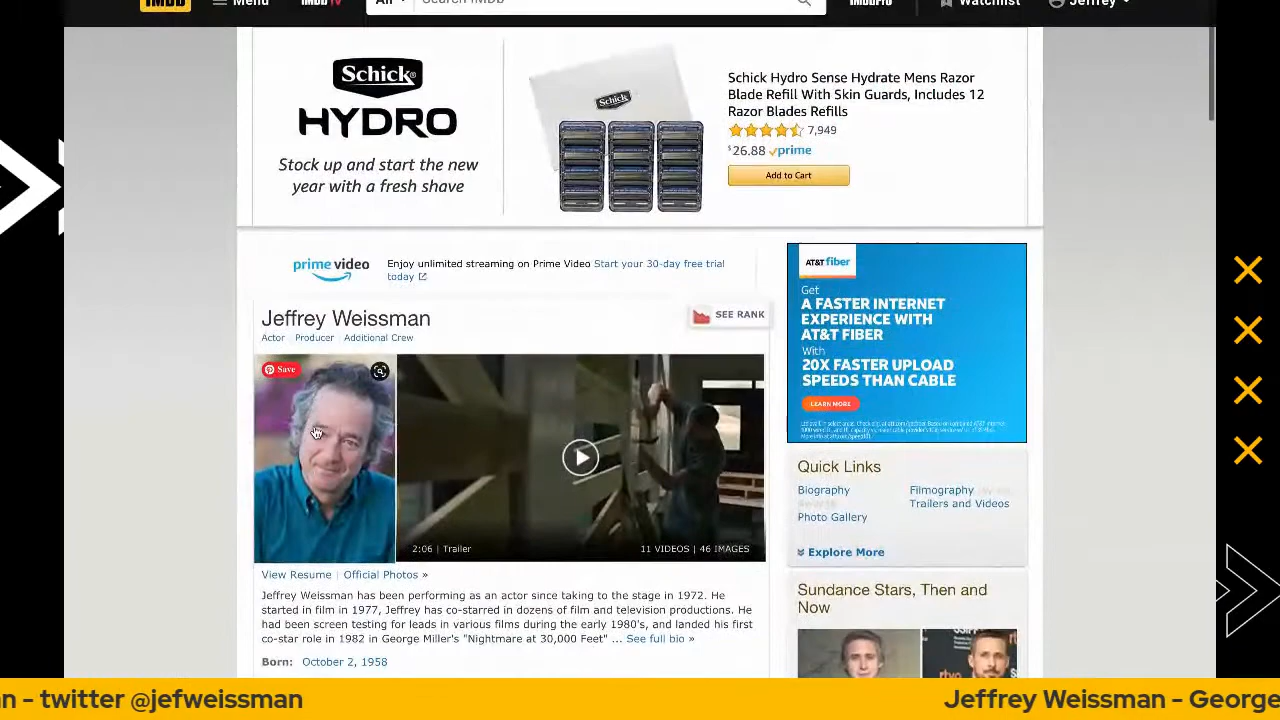 IMDb
Menu
IMDb TV
All
Search IMDb
IMDbPro
Watchlist
Jeffrey
Schick
HYDRO
Stock up and start the new
year with a fresh shave
Schick
Schick Hydro Sense Hydrate Mens Razor
Blade Refill With Skin Guards, Includes 12
Razor Blades Refills
7,949
$26.88 prime
Add to Cart
prime video
Enjoy unlimited streaming on Prime Video Start your 30-day free trial
today
AT&T fiber
Get
A FASTER INTERNET
EXPERIENCE WITH
AT&T FIBER
With
20X FASTER UPLOAD
SPEEDS THAN CABLE
LEARN MORE
Jeffrey Weissman
SEE RANK
Actor | Producer | Additional Crew
Save
2:06 | Trailer
11 VIDEOS | 46 IMAGES
Quick Links
Biography
Filmography
Trailers and Videos
Photo Gallery
Explore More
View Resume | Official Photos »
Jeffrey Weissman has been performing as an actor since taking to the stage in 1972. He
started in film in 1977, Jeffrey has co-starred in dozens of film and television productions. He
had been screen testing for leads in various films during the early 1980's, and landed his first
co-star role in 1982 in George Miller's "Nightmare at 30,000 Feet" ... See full bio »
Born: October 2, 1958
Sundance Stars, Then and
Now
rtvo
n - twitter @jefweissman
Jeffrey Weissman - George